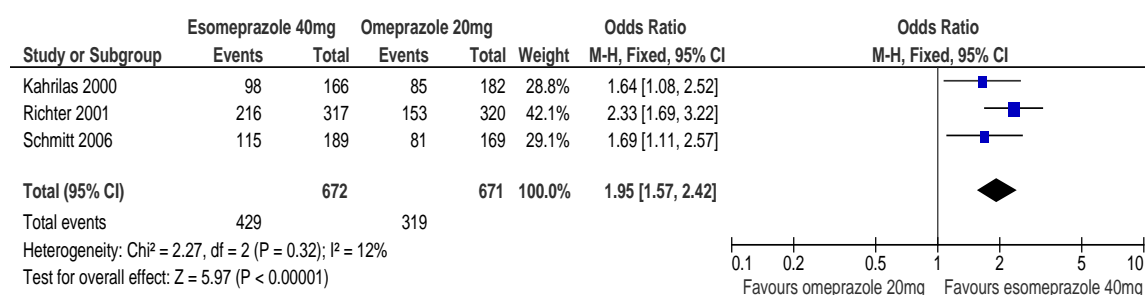 Esomeprazole 40mg Omeprazole 20mg Odds Ratio Odds Ratio
Study or Subgroup Events Total Events Total Weight M-H, Fixed, 95% CI M-H, Fixed, 95% CI
Kahrilas 2000 98 166 85 182 28.8% 1.64 [1.08, 2.52]
Richter 2001 216 317 153 320 42.1% 2.33 [1.69, 3.22]
Schmitt 2006 115 189 81 169 29.1% 1.69 [1.11, 2.57]
Total (95% CI) 672 671 100.0% 1.95 [1.57, 2.42]
Total events 429 319
Heterogeneity: Chi² = 2.27, df = 2 (P = 0.32); I² = 12%
Test for overall effect: Z = 5.97 (P < 0.00001)
0.1 0.2 0.5 1 2 5 10
Favours omeprazole 20mg Favours esomeprazole 40mg